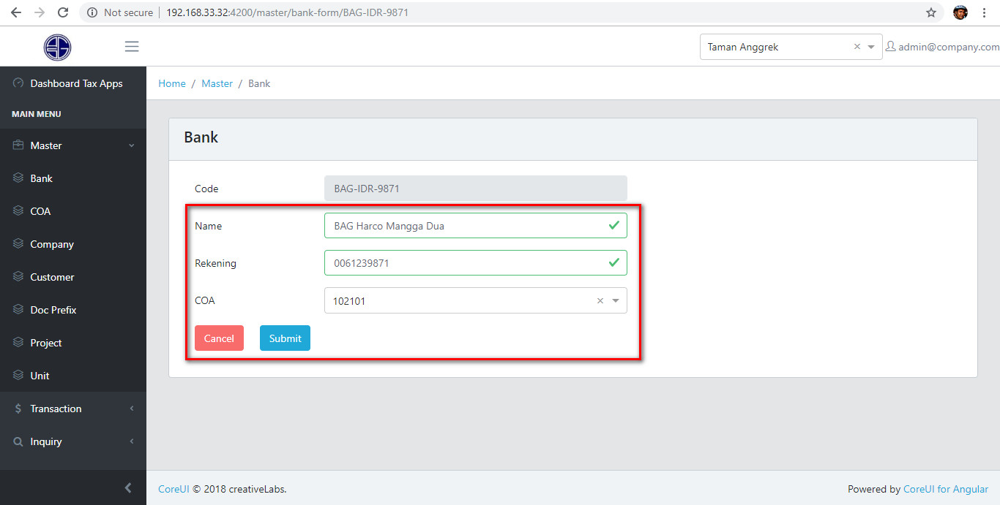 Not secure | 192.168.33.32:4200/master/bank-form/BAG-IDR-9871
Taman Anggrek × admin@company.com
Dashboard Tax Apps
Home / Master / Bank
MAIN MENU
Master
Bank
COA
Company
Customer
Doc Prefix
Project
Unit
Transaction
Inquiry
Bank
Code BAG-IDR-9871
Name BAG Harco Mangga Dua
Rekening 0061239871
COA 102101 ×
Cancel Submit
CoreUI © 2018 creativeLabs. Powered by CoreUI for Angular